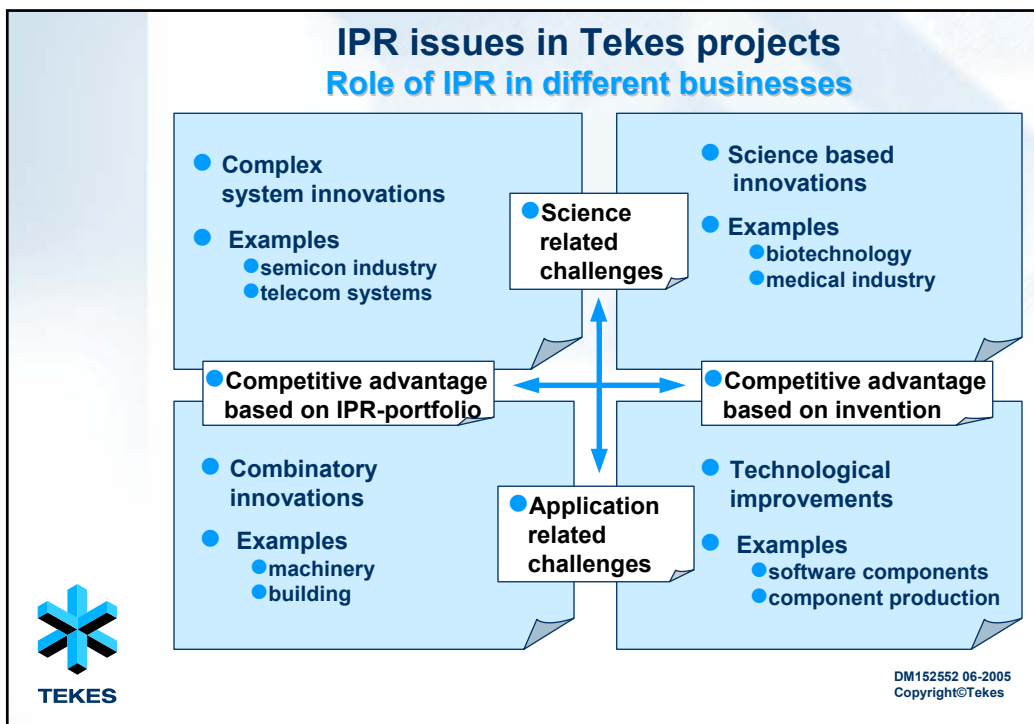 IPR issues in Tekes projects
Role of IPR in different businesses
● Complex
system innovations
● Examples
●semicon industry
●telecom systems
●Science
related
challenges
● Science based
innovations
● Examples
●biotechnology
●medical industry
●Competitive advantage
based on IPR-portfolio
● Competitive advantage
based on invention
● Combinatory
innovations
● Examples
●machinery
●building
●Application
related
challenges
● Technological
improvements
● Examples
●software components
●component production
TEKES
DM152552 06-2005
Copyright©Tekes